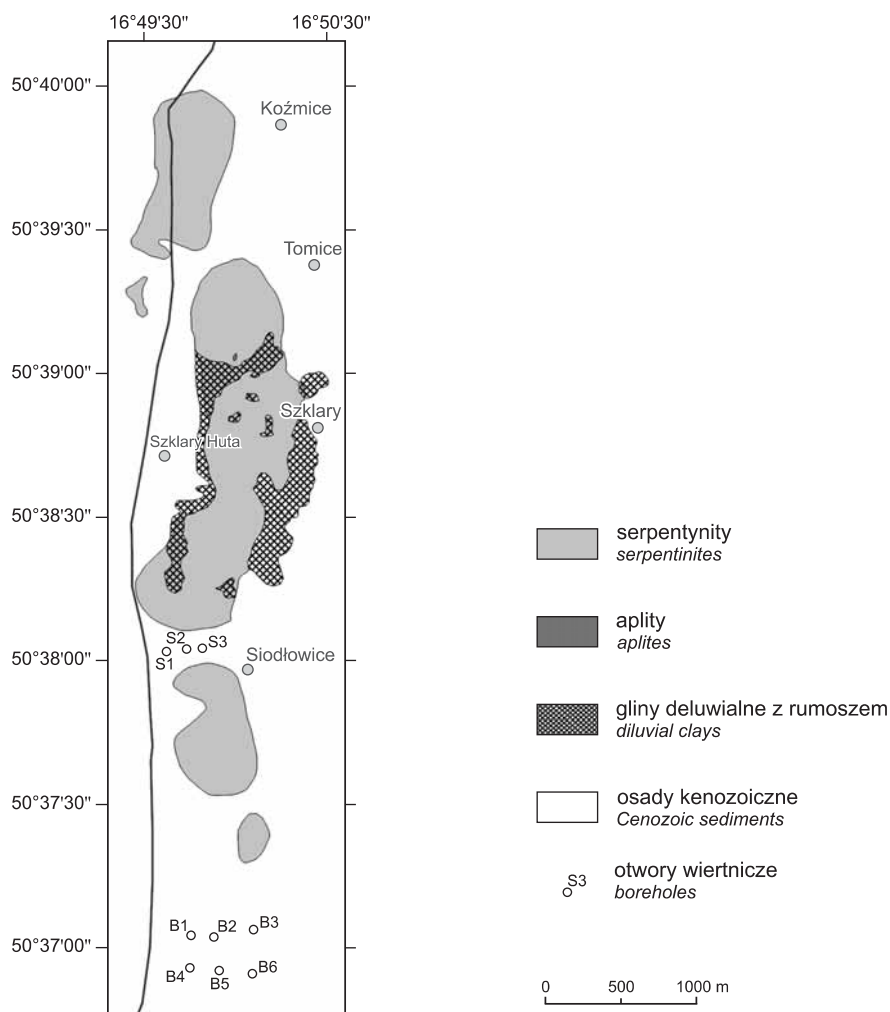 16°49'30" 16°50'30"
50°40'00"
Koźmice
50°39'30"
Tomice
50°39'00"
Szklary
Szklary Huta
50°38'30"
serpentynity
serpentinites
aplity
aplites
S2 S3
S1
50°38'00"
Siodłowice
gliny deluwialne z rumoszem
diluvial clays
50°37'30"
osady kenozoiczne
Cenozoic sediments
S3
otwory wiertnicze
boreholes
B1 B2 B3
50°37'00"
B4 B5 B6
0 500 1000 m